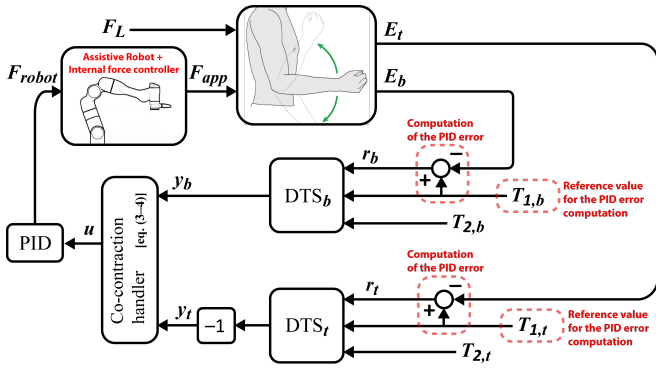 F_L
E_t
Assistive Robot +
Internal force controller
F_robot
F_app
E_b
Computation
of the PID error
r_b
−
+
y_b
DTS_b
T_1,b
Reference value
for the PID error
computation
T_2,b
PID
u
Co-contraction
handler [eq. (3–4)]
Computation
of the PID error
r_t
−
+
y_t
−1
DTS_t
T_1,t
Reference value
for the PID error
computation
T_2,t